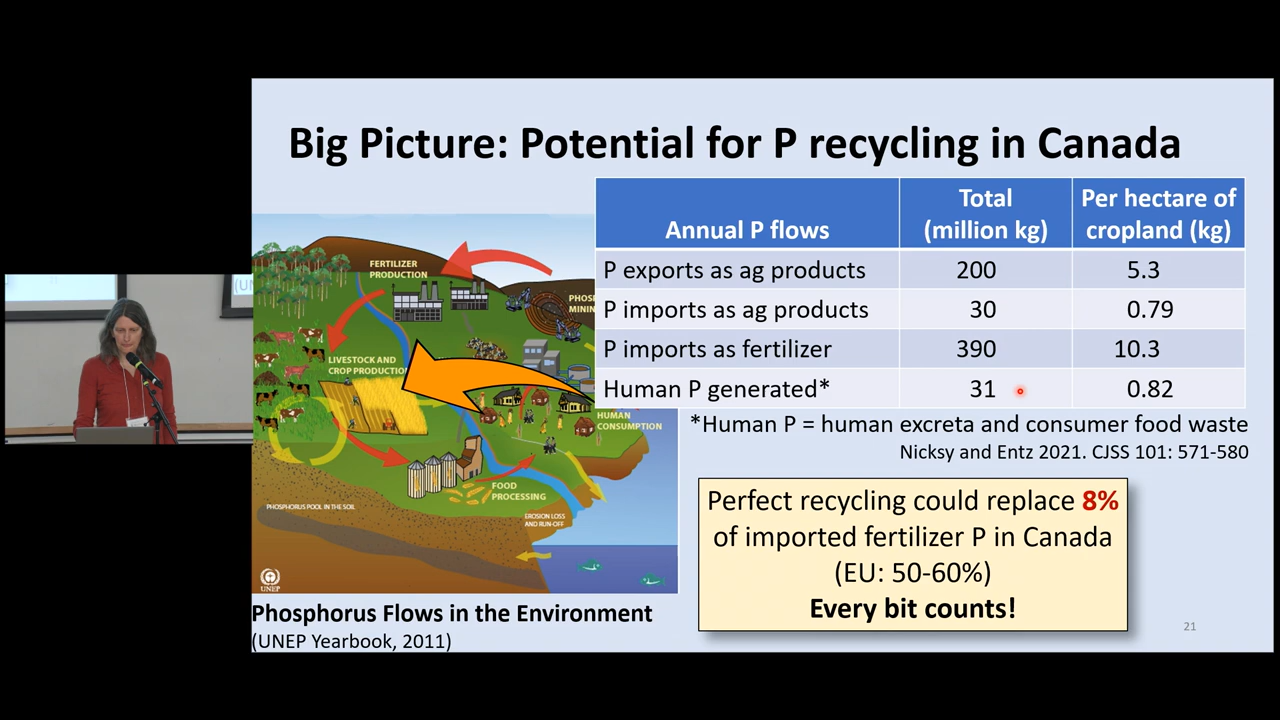 Big Picture: Potential for P recycling in Canada
Annual P flows
Total
(million kg)
Per hectare of
cropland (kg)
P exports as ag products 200 5.3
P imports as ag products 30 0.79
P imports as fertilizer 390 10.3
Human P generated* 31 0.82
*Human P = human excreta and consumer food waste
Nicksy and Entz 2021. CJSS 101: 571-580
Perfect recycling could replace 8%
of imported fertilizer P in Canada
(EU: 50-60%)
Every bit counts!
21
FERTILIZER
PRODUCTION
LIVESTOCK AND
CROP PRODUCTIO
HUMAN
CONSUMPTION
FOOD
PROCESSING
EROSION LOSS
AND RUN-OFF
PHOSPHORUS POOL IN THE SOIL
UNEP
Phosphorus Flows in the Environment
(UNEP Yearbook, 2011)